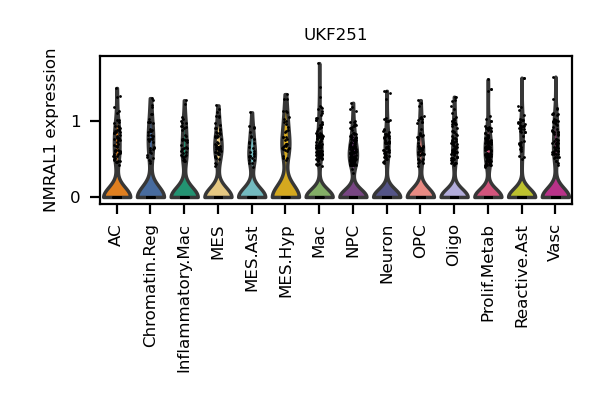 UKF251
NMRAL1 expression
1
0
AC
Chromatin.Reg
Inflammatory.Mac
MES
MES.Ast
MES.Hyp
Mac
NPC
Neuron
OPC
Oligo
Prolif.Metab
Reactive.Ast
Vasc